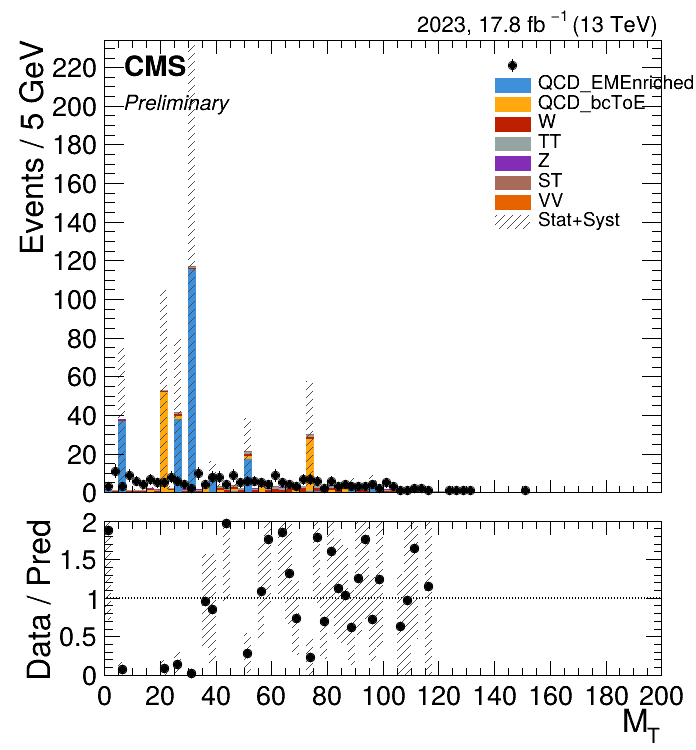 2023, 17.8 fb⁻¹ (13 TeV)
CMS
Preliminary
Events / 5 GeV
220
200
180
160
140
120
100
80
60
40
20
0
QCD_EMEnriched
QCD_bcToE
W
TT
Z
ST
VV
Stat+Syst
Data / Pred
2
1.5
1
0.5
0
0 20 40 60 80 100 120 140 160 180 200
M_T